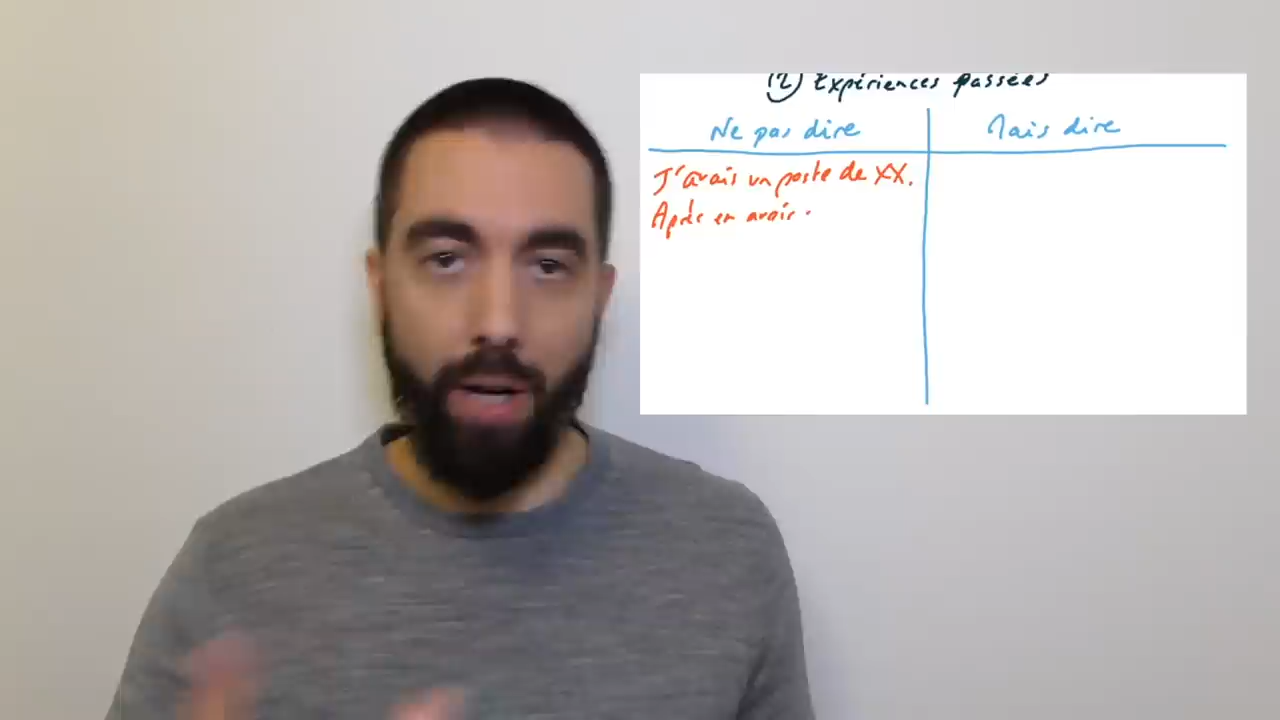 2) Expériences passées
Ne pas dire
Mais dire
J'avais un poste de XX.
Après en avoir